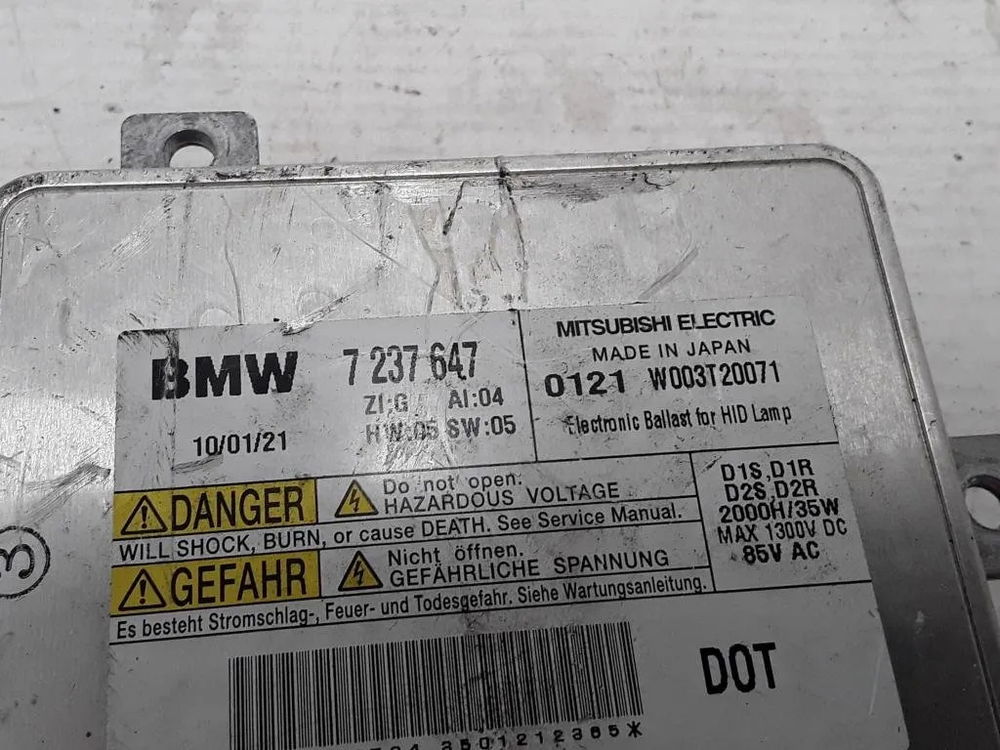 BMW 7 237 647
ZI:G AI:04
10/01/21 HW:05 SW:05
MITSUBISHI ELECTRIC
MADE IN JAPAN
0121 W003T20071
Electronic Ballast for HID Lamp
DANGER Do not open:
HAZARDOUS VOLTAGE
WILL SHOCK, BURN, or cause DEATH. See Service Manual.
GEFAHR Nicht öffnen.
GEFÄHRLICHE SPANNUNG
Es besteht Stromschlag-, Feuer- und Todesgefahr. Siehe Wartungsanleitung.
D1S,D1R
D2S,D2R
2000H/35W
MAX 1300V DC
85V AC
DOT
3
3501212365*